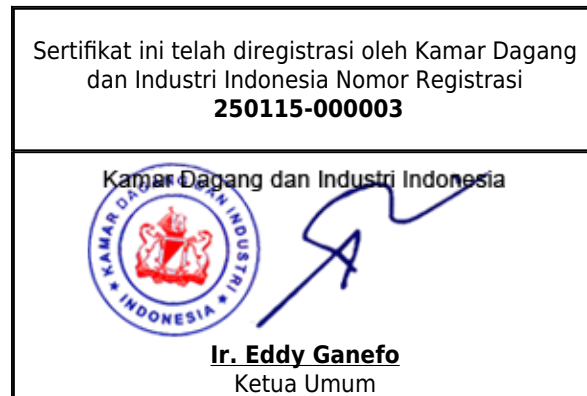 Sertifikat ini telah diregistrasi oleh Kamar Dagang
dan Industri Indonesia Nomor Registrasi
250115-000003
Kamar Dagang dan Industri Indonesia
KAMAR DAGANG DAN INDUSTRI
* INDONESIA *
Ir. Eddy Ganefo
Ketua Umum